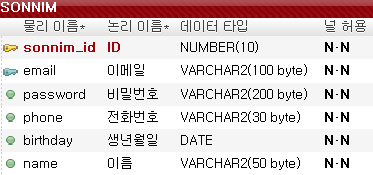 SONNIM
물리 이름* 논리 이름* 데이터 타입 널 허용
sonnim_id ID NUMBER(10) N·N
email 이메일 VARCHAR2(100 byte) N·N
password 비밀번호 VARCHAR2(200 byte) N·N
phone 전화번호 VARCHAR2(30 byte) N·N
birthday 생년월일 DATE N·N
name 이름 VARCHAR2(50 byte) N·N